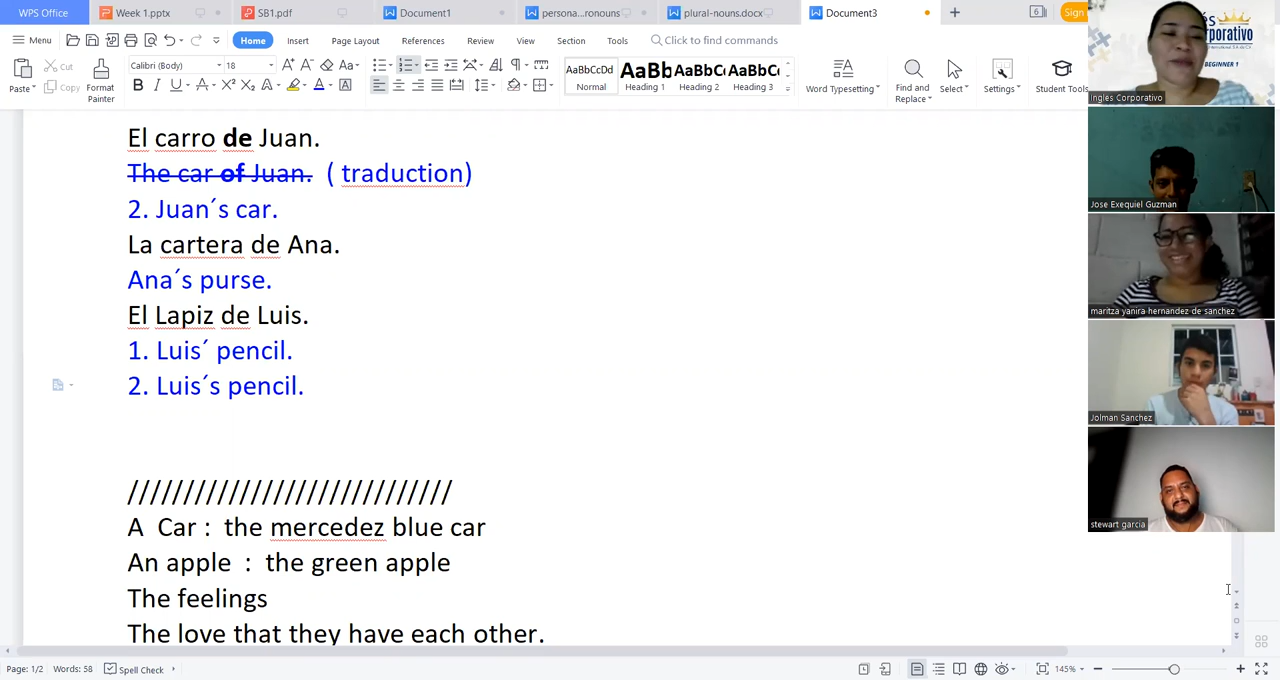 WPS Office
Week 1.pptx
SB1.pdf
Document1
persona...ronouns
plural-nouns.docx
Document3
6
Sign
Menu
Home
Insert
Page Layout
References
Review
View
Section
Tools
Click to find commands
Paste
Cut
Copy
Format Painter
Calibri (Body)
18
AaBbCcDd
Normal
AaBb
Heading 1
AaBbCc
Heading 2
AaBbCc
Heading 3
Word Typesetting
Find and Replace
Select
Settings
Student Tools
El carro de Juan.
The car of Juan. ( traduction)
2. Juan´s car.
La cartera de Ana.
Ana´s purse.
El Lapiz de Luis.
1. Luis´ pencil.
2. Luis´s pencil.
/////////////////////////////
A Car : the mercedez blue car
An apple : the green apple
The feelings
The love that they have each other.
BEGINNER 1
Ingles Corporativo
Jose Exequiel Guzman
maritza yanira hernandez de sanchez
Jolman Sanchez
stewart garcia
Page: 1/2
Words: 58
Spell Check
145%